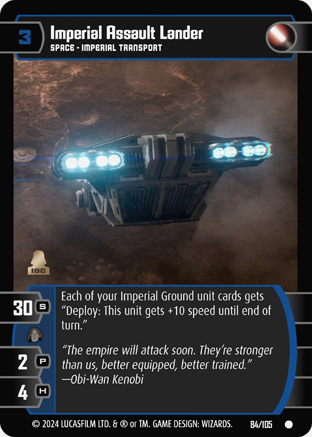 3
Imperial Assault Lander
SPACE - IMPERIAL TRANSPORT
IDC
30 S
Each of your Imperial Ground unit cards gets
“Deploy: This unit gets +10 speed until end of
turn.”
2 P
“The empire will attack soon. They’re stronger
than us, better equipped, better trained.”
4 H
—Obi-Wan Kenobi
© 2024 LUCASFILM LTD. & ® or TM. GAME DESIGN: WIZARDS. 84/105